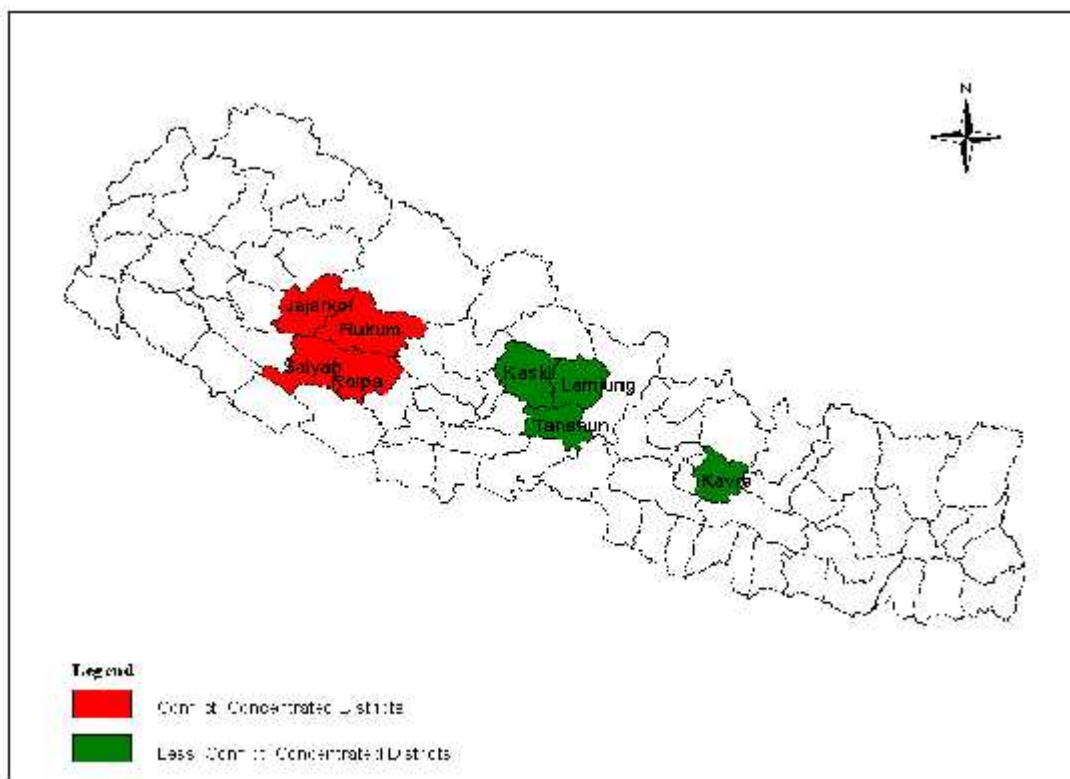 N
Jajarkot
Rukum
Salyan
Rolpa
Kaski
Lamjung
Tanahun
Kavre
Legend
Conflict Concentrated Districts
Less Conflict Concentrated Districts